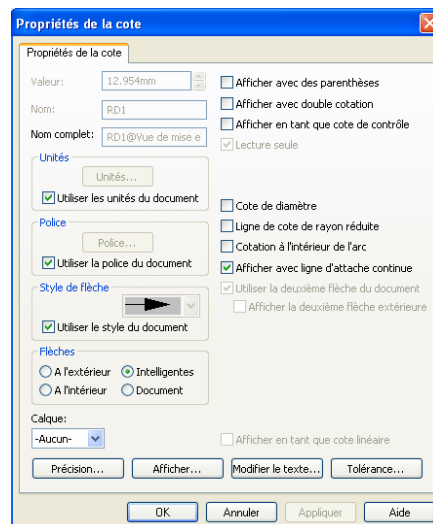 Propriétés de la cote
Propriétés de la cote
Valeur:
12.954mm
Nom:
RD1
Nom complet:
RD1@Vue de mise e
Unités
Unités...
Utiliser les unités du document
Police
Police...
Utiliser la police du document
Style de flèche
Utiliser le style du document
Flèches
A l'extérieur
Intelligentes
A l'intérieur
Document
Calque:
-Aucun-
Afficher avec des parenthèses
Afficher avec double cotation
Afficher en tant que cote de contrôle
Lecture seule
Cote de diamètre
Ligne de cote de rayon réduite
Cotation à l'intérieur de l'arc
Afficher avec ligne d'attache continue
Utiliser la deuxième flèche du document
Afficher la deuxième flèche extérieure
Afficher en tant que cote linéaire
Précision...
Afficher...
Modifier le texte...
Tolérance...
OK
Annuler
Appliquer
Aide